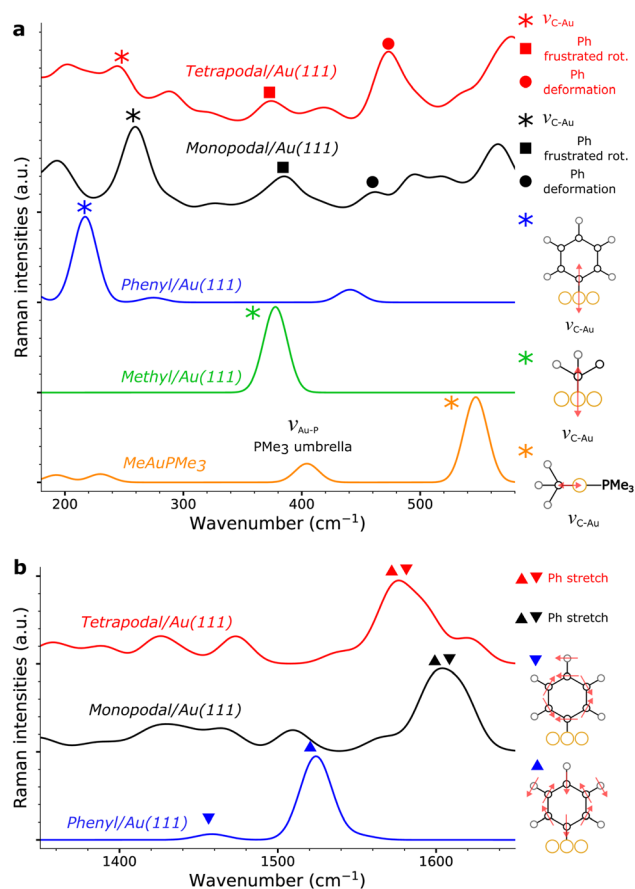 a
Raman intensities (a.u.)
Tetrapodal/Au(111)
Monopodal/Au(111)
Phenyl/Au(111)
Methyl/Au(111)
MeAuPMe3
νAu-P
PMe3 umbrella
200 300 400 500
Wavenumber (cm−1)
νC-Au
Ph
frustrated rot.
Ph
deformation
νC-Au
Ph
frustrated rot.
Ph
deformation
νC-Au
νC-Au
PMe3
νC-Au
b
Raman intensities (a.u.)
Tetrapodal/Au(111)
Monopodal/Au(111)
Phenyl/Au(111)
1400 1500 1600
Wavenumber (cm−1)
Ph stretch
Ph stretch